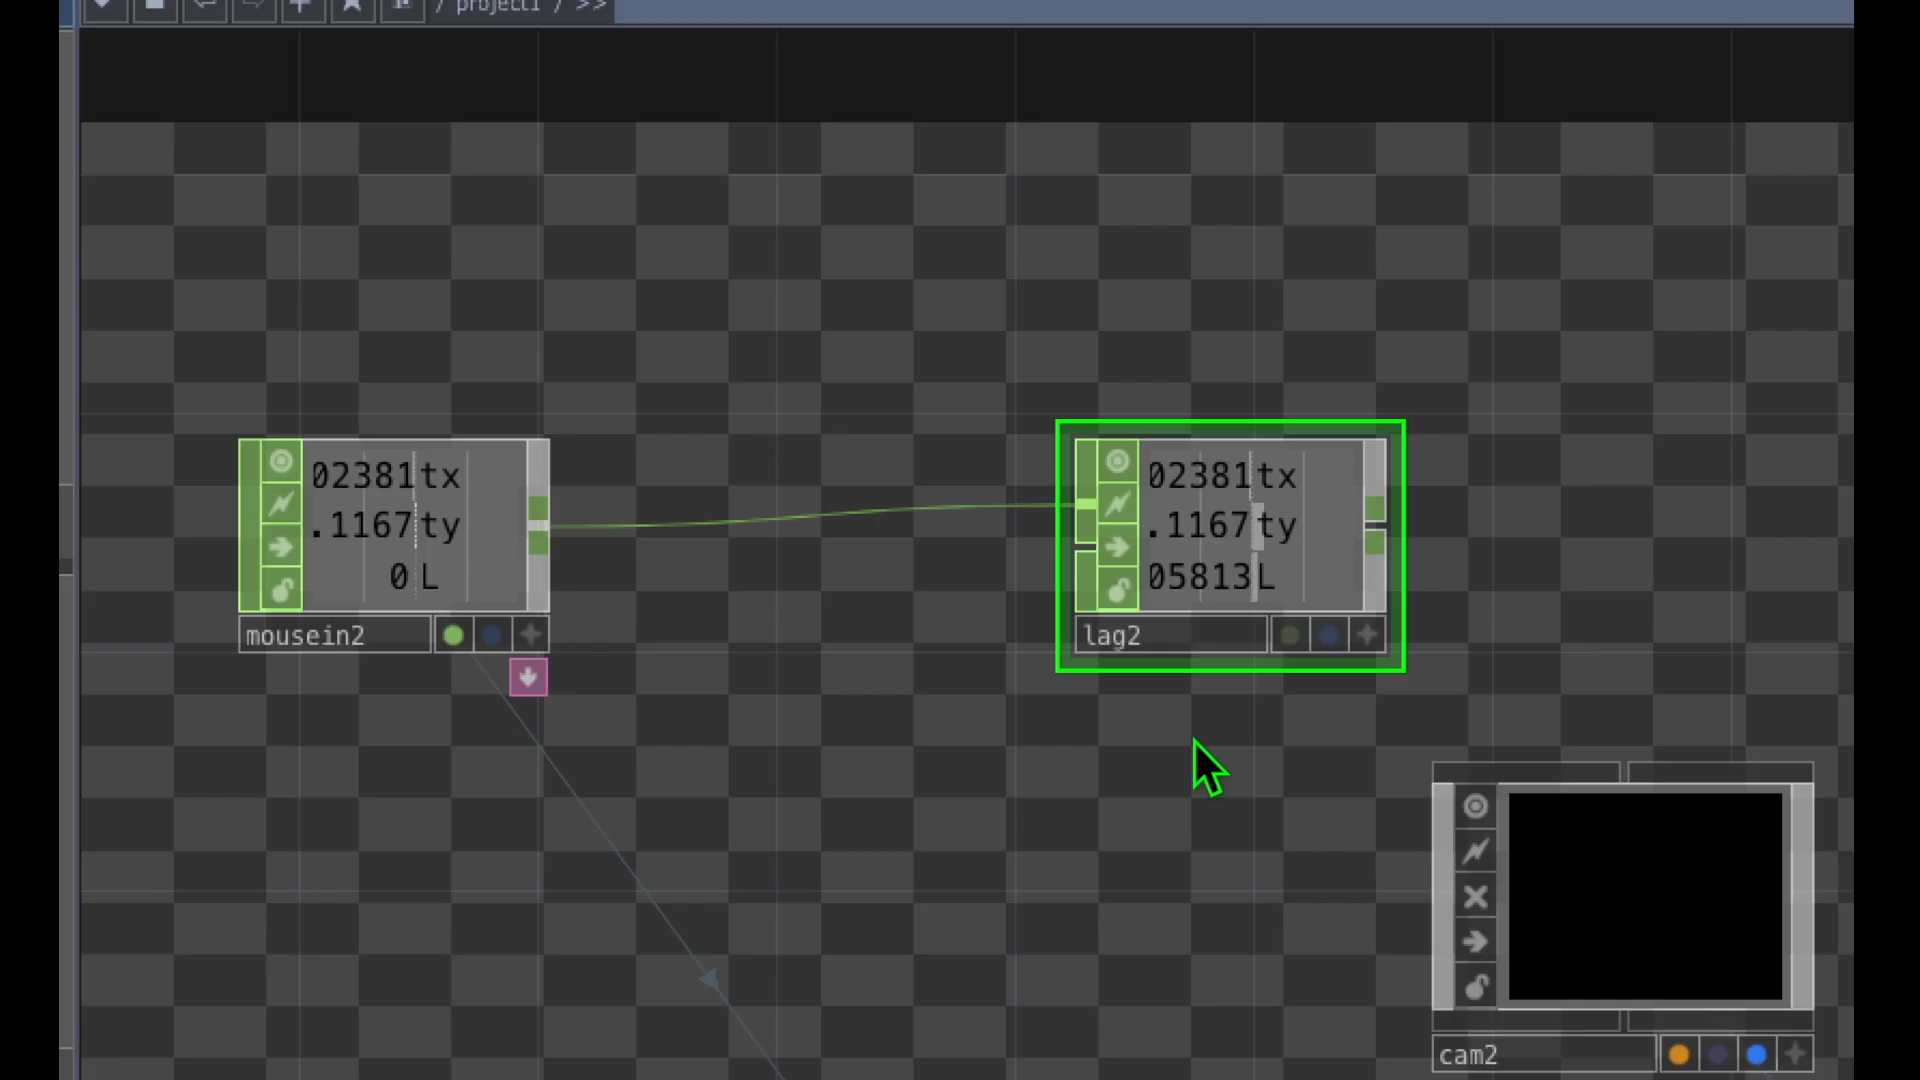 / project1 / >>
02381 tx
.1167 ty
0 L
mousein2
02381 tx
.1167 ty
05813 L
lag2
cam2